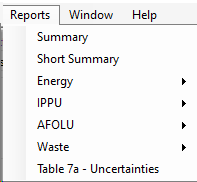 Reports Window Help
Summary
Short Summary
Energy
IPPU
AFOLU
Waste
Table 7a - Uncertainties